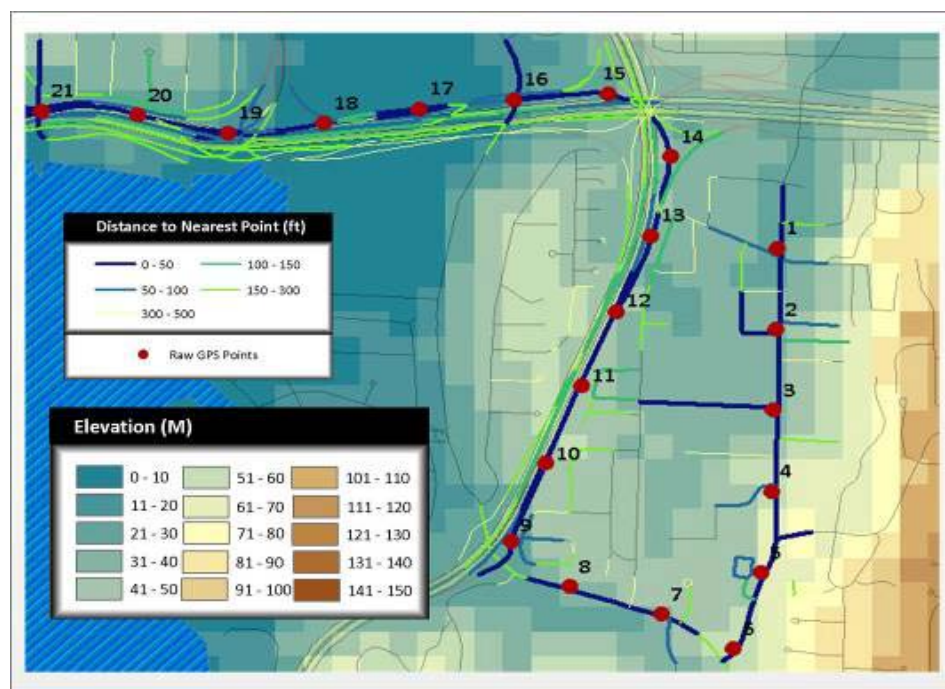 21
20
19
18
17
16
15
14
13
12
11
10
9
8
7
6
5
4
3
2
1
Distance to Nearest Point (ft)
0 - 50 100 - 150
50 - 100 150 - 300
300 - 500
Raw GPS Points
Elevation (M)
0 - 10 51 - 60 101 - 110
11 - 20 61 - 70 111 - 120
21 - 30 71 - 80 121 - 130
31 - 40 81 - 90 131 - 140
41 - 50 91 - 100 141 - 150